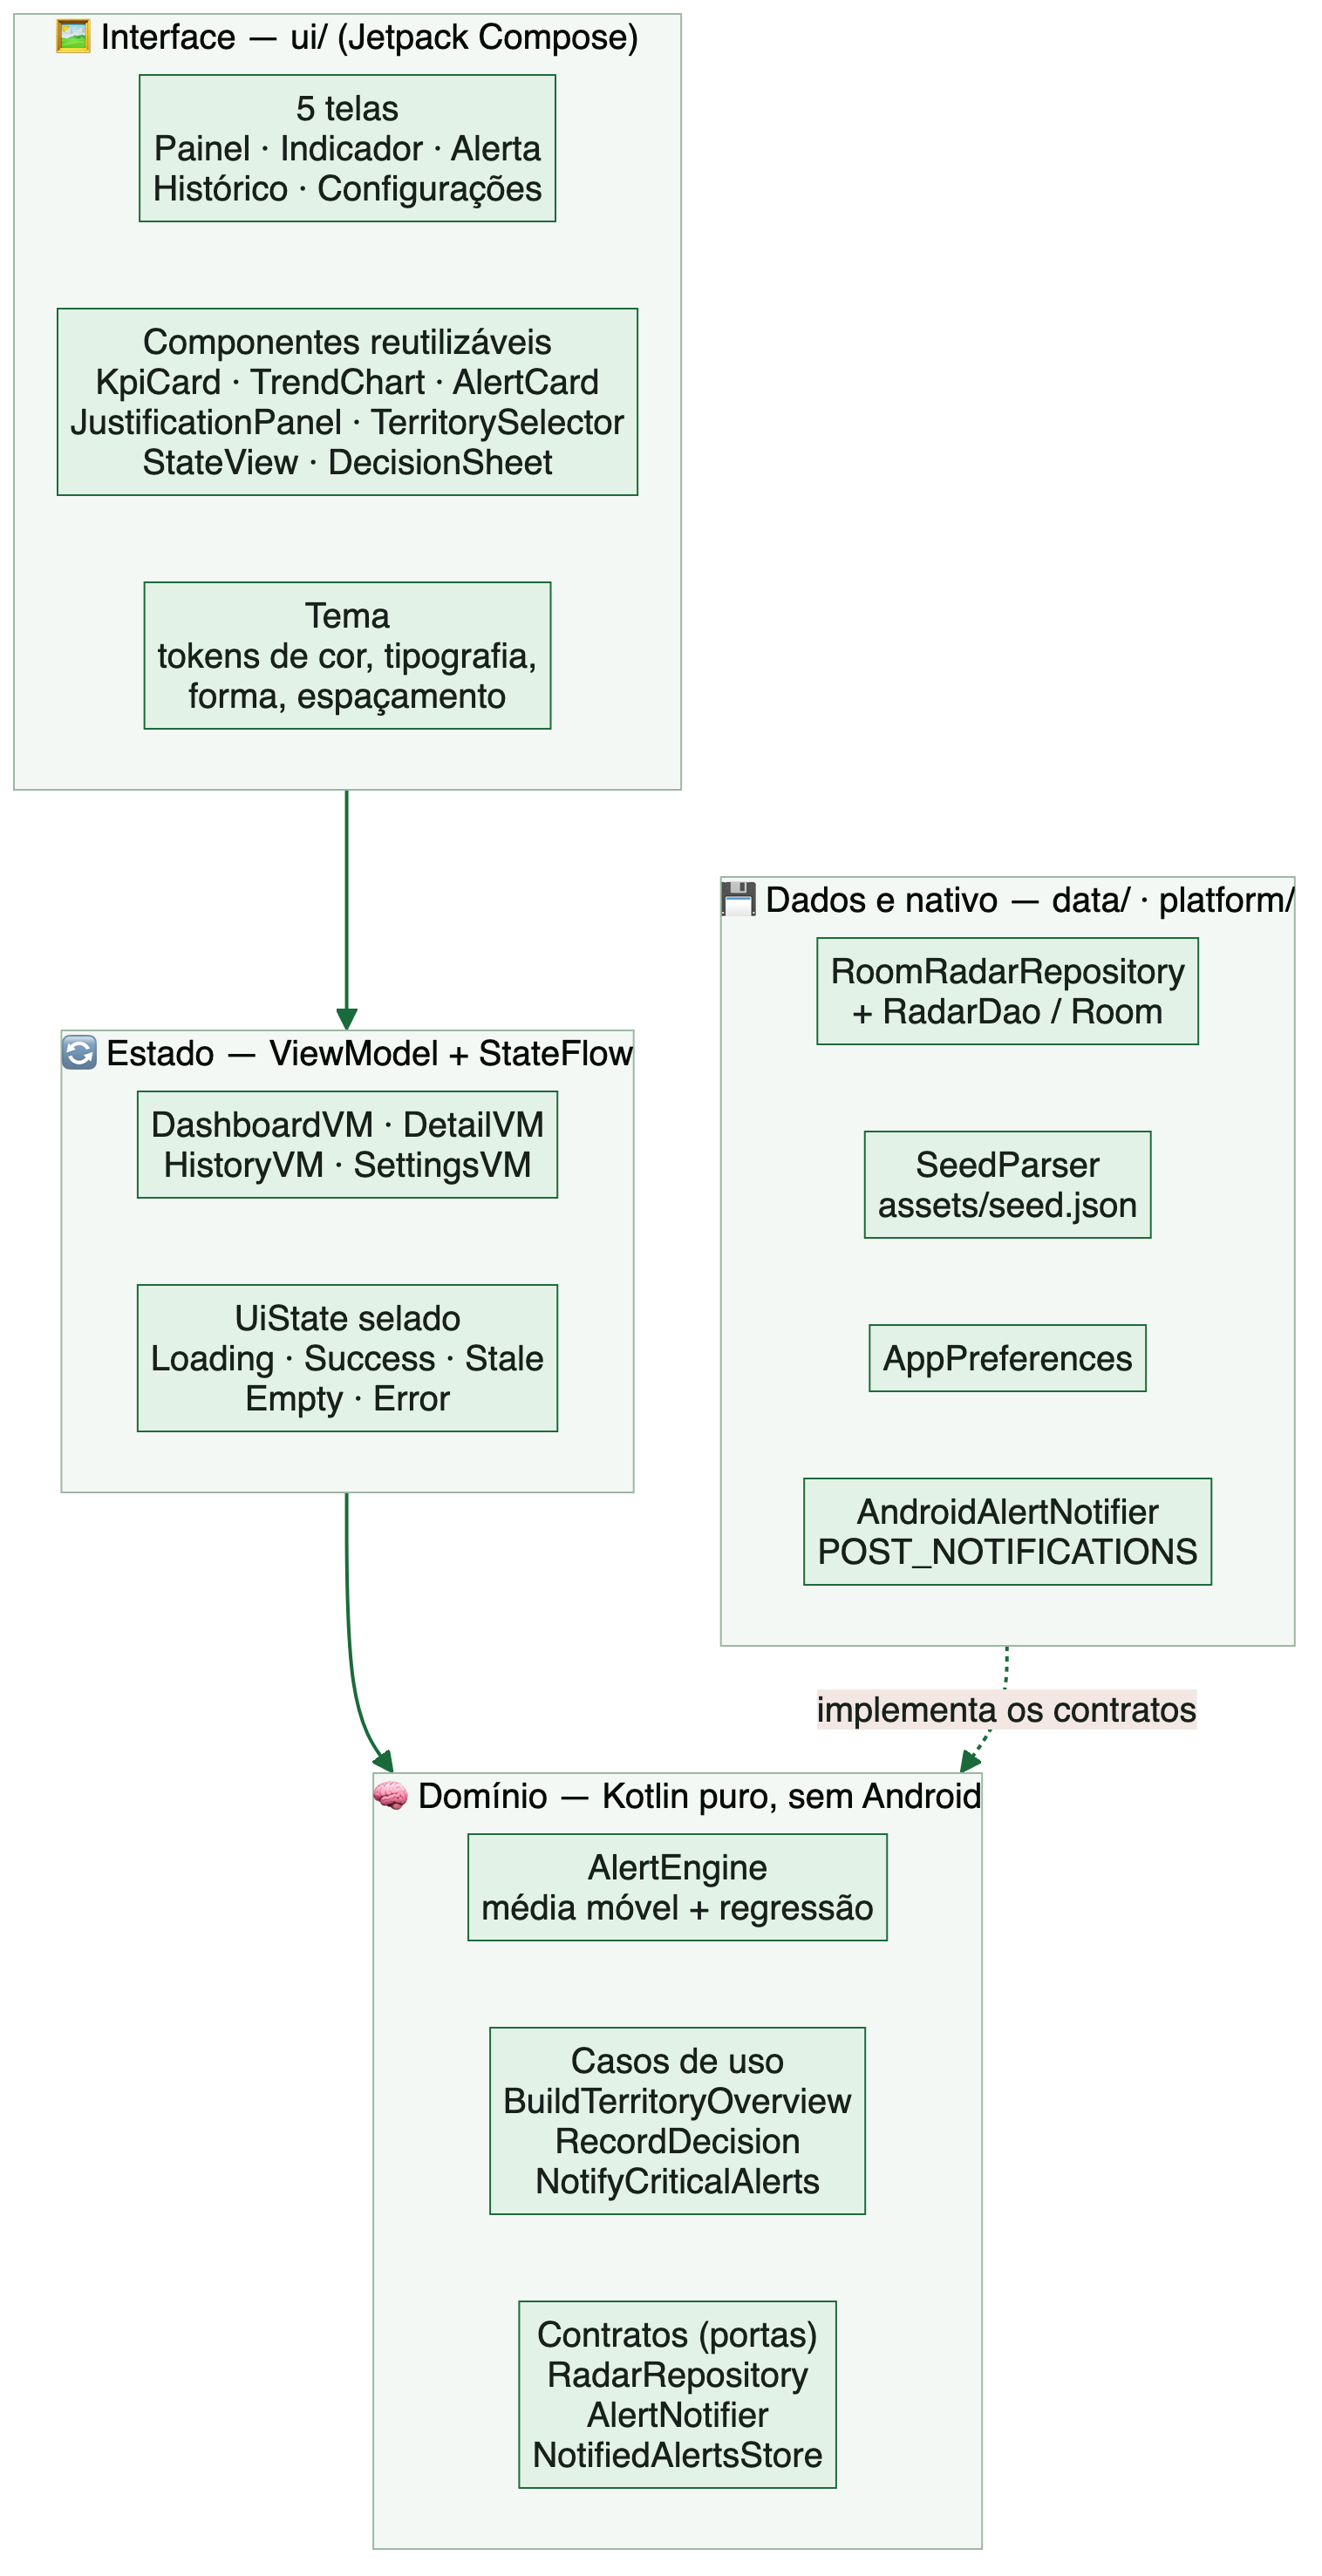 🖼️ Interface — ui/ (Jetpack Compose)
5 telas
Painel · Indicador · Alerta
Histórico · Configurações
Componentes reutilizáveis
KpiCard · TrendChart · AlertCard
JustificationPanel · TerritorySelector
StateView · DecisionSheet
Tema
tokens de cor, tipografia,
forma, espaçamento
🔄 Estado — ViewModel + StateFlow
DashboardVM · DetailVM
HistoryVM · SettingsVM
UiState selado
Loading · Success · Stale
Empty · Error
💾 Dados e nativo — data/ · platform/
RoomRadarRepository
+ RadarDao / Room
SeedParser
assets/seed.json
AppPreferences
AndroidAlertNotifier
POST_NOTIFICATIONS
implementa os contratos
🧠 Domínio — Kotlin puro, sem Android
AlertEngine
média móvel + regressão
Casos de uso
BuildTerritoryOverview
RecordDecision
NotifyCriticalAlerts
Contratos (portas)
RadarRepository
AlertNotifier
NotifiedAlertsStore